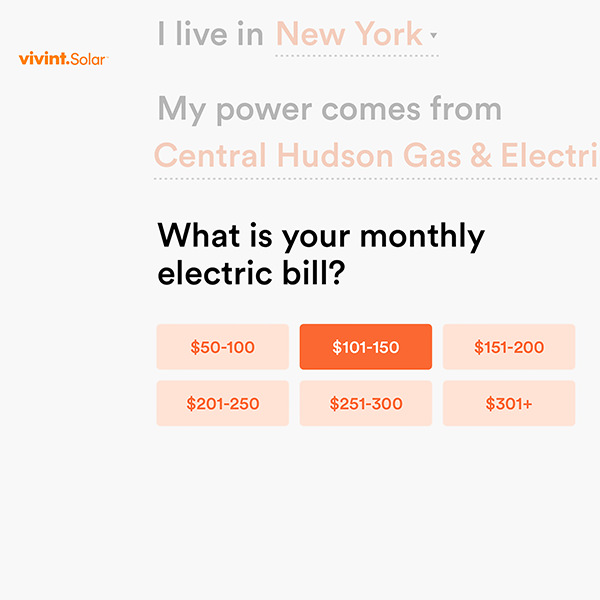 I live in New York
vivint.Solar
My power comes from
Central Hudson Gas & Electri
What is your monthly
electric bill?
$50-100 $101-150 $151-200
$201-250 $251-300 $301+